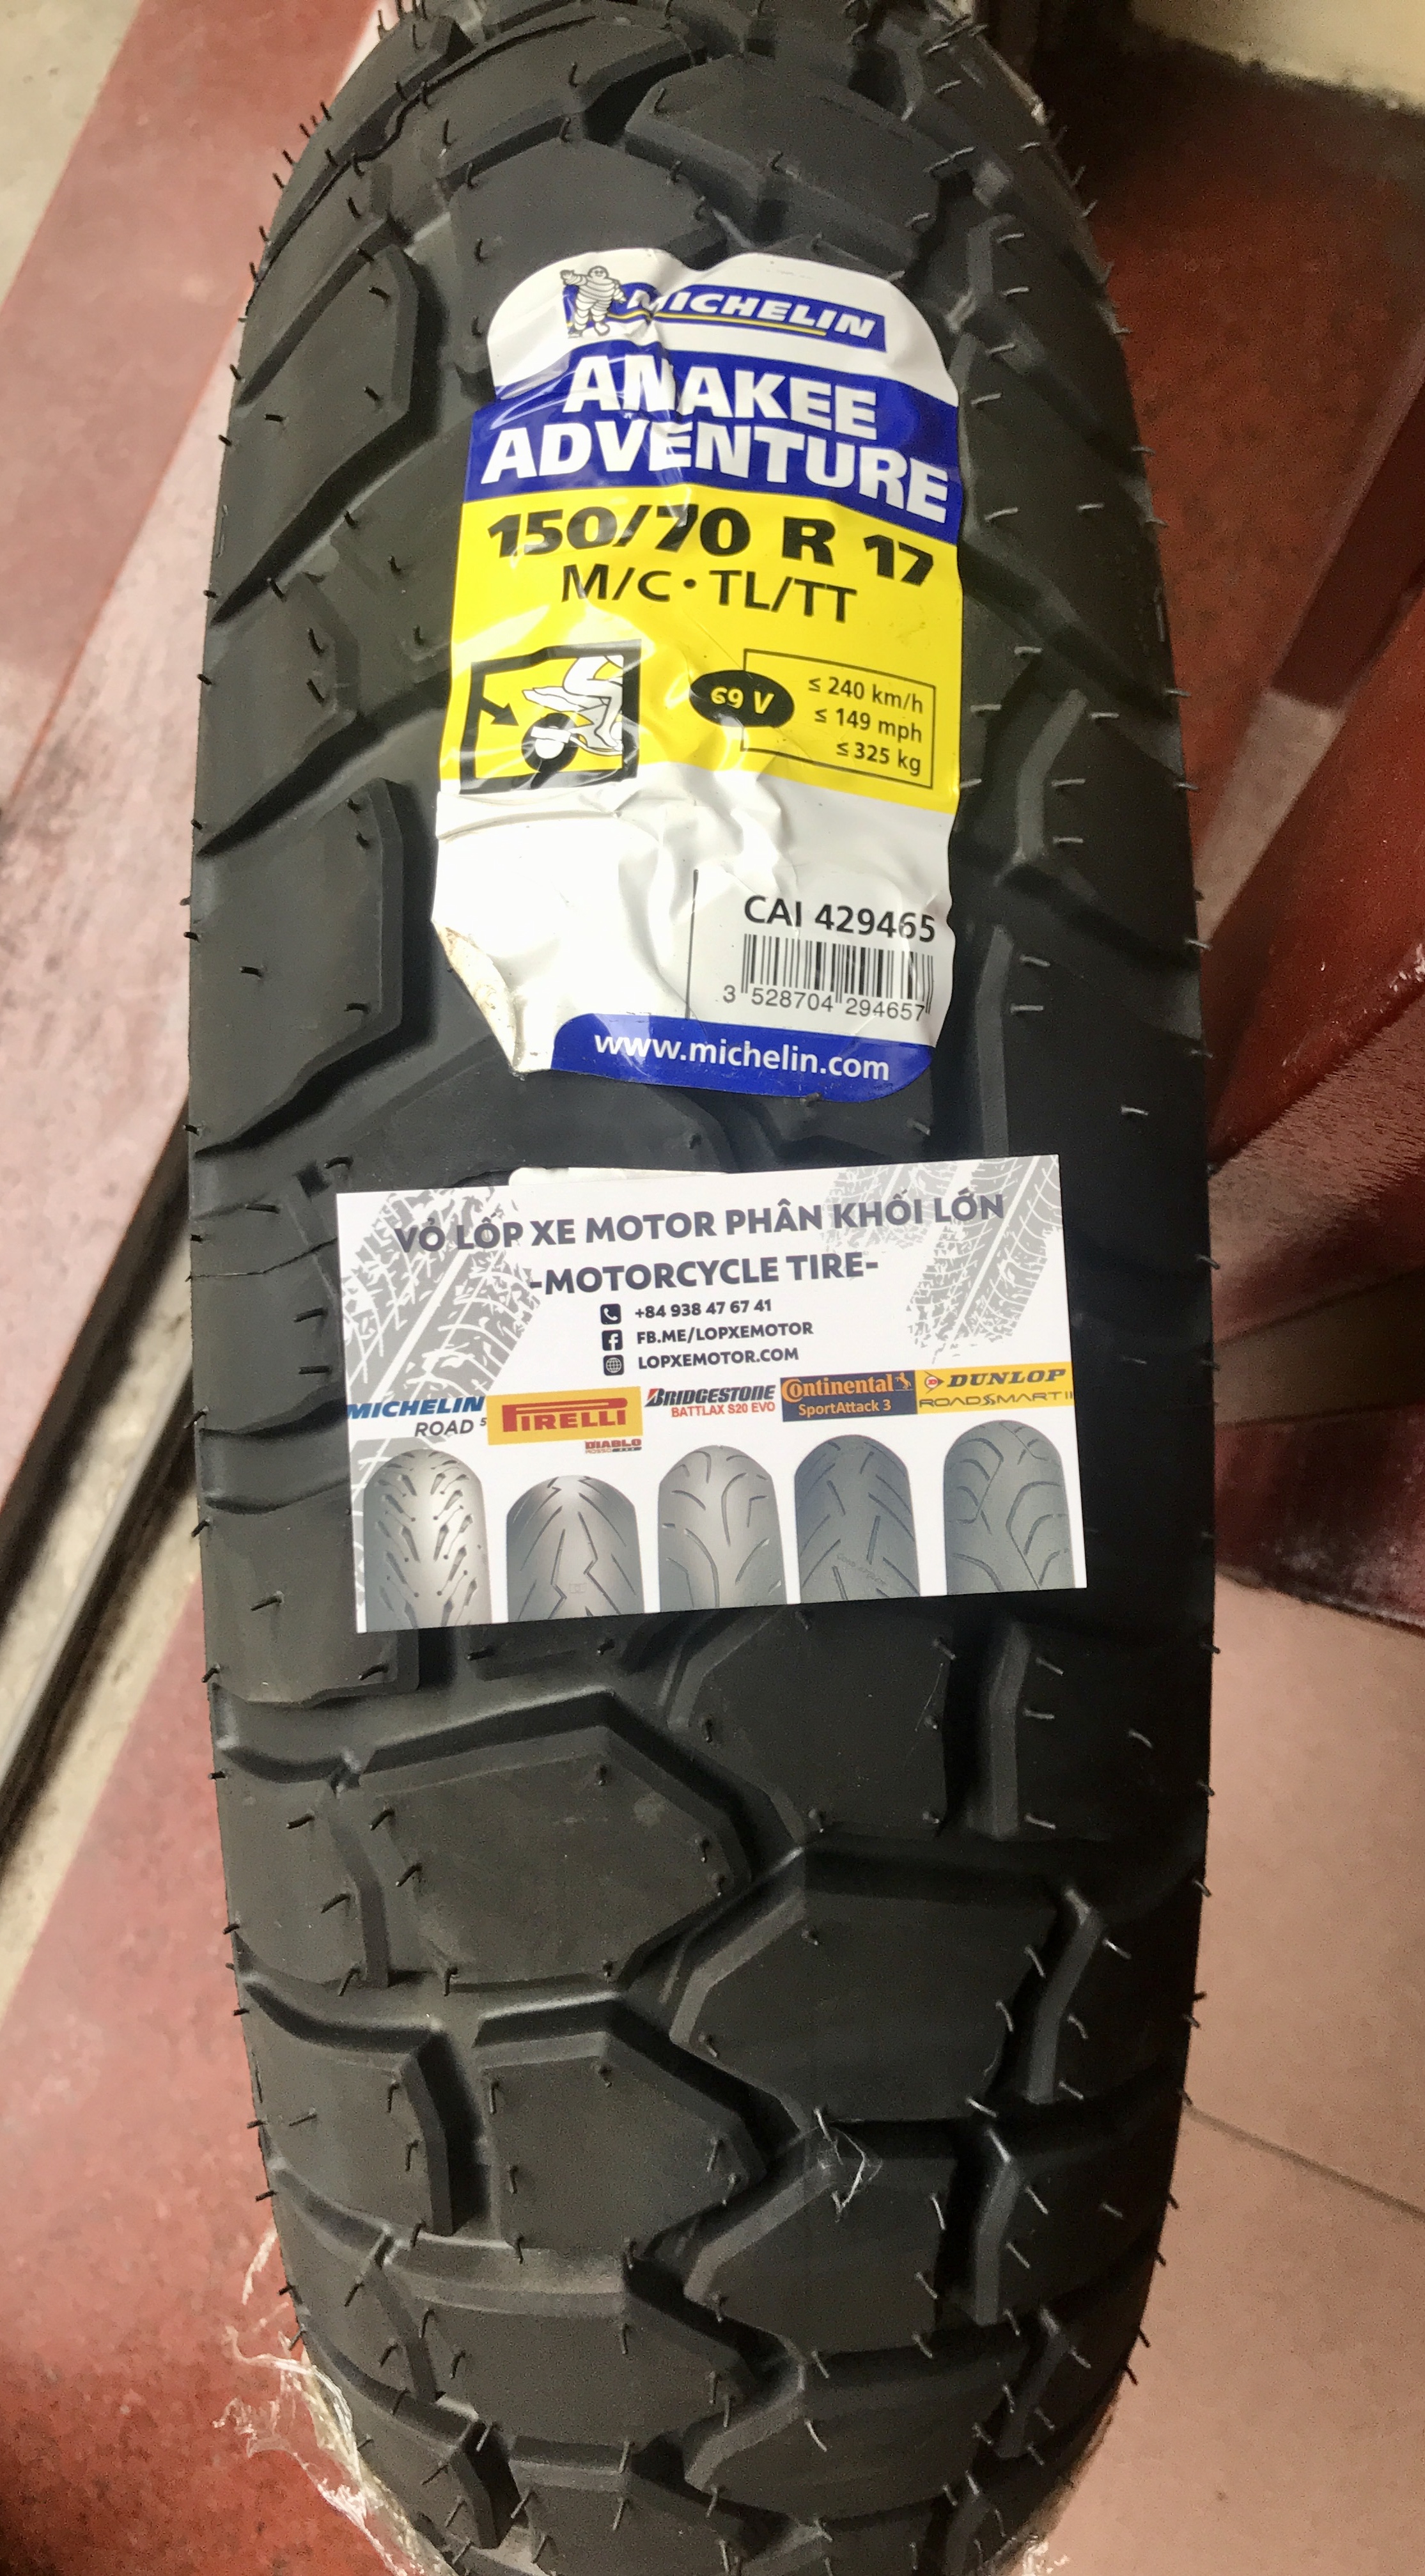 MICHELIN
ANAKEE
ADVENTURE
150/70 R 17
M/C • TL/TT
69 V
≤ 240 km/h
≤ 149 mph
≤ 325 kg
CAI 429465
3 528704 294657
www.michelin.com
VỎ LỐP XE MOTOR PHÂN KHỐI LỚN
-MOTORCYCLE TIRE-
+84 938 47 67 41
FB.ME/LOPXEMOTOR
LOPXEMOTOR.COM
MICHELIN
ROAD 5
PIRELLI
DIABLO
BRIDGESTONE
BATTLAX S20 EVO
Continental
SportAttack 3
DUNLOP
ROADSMART II